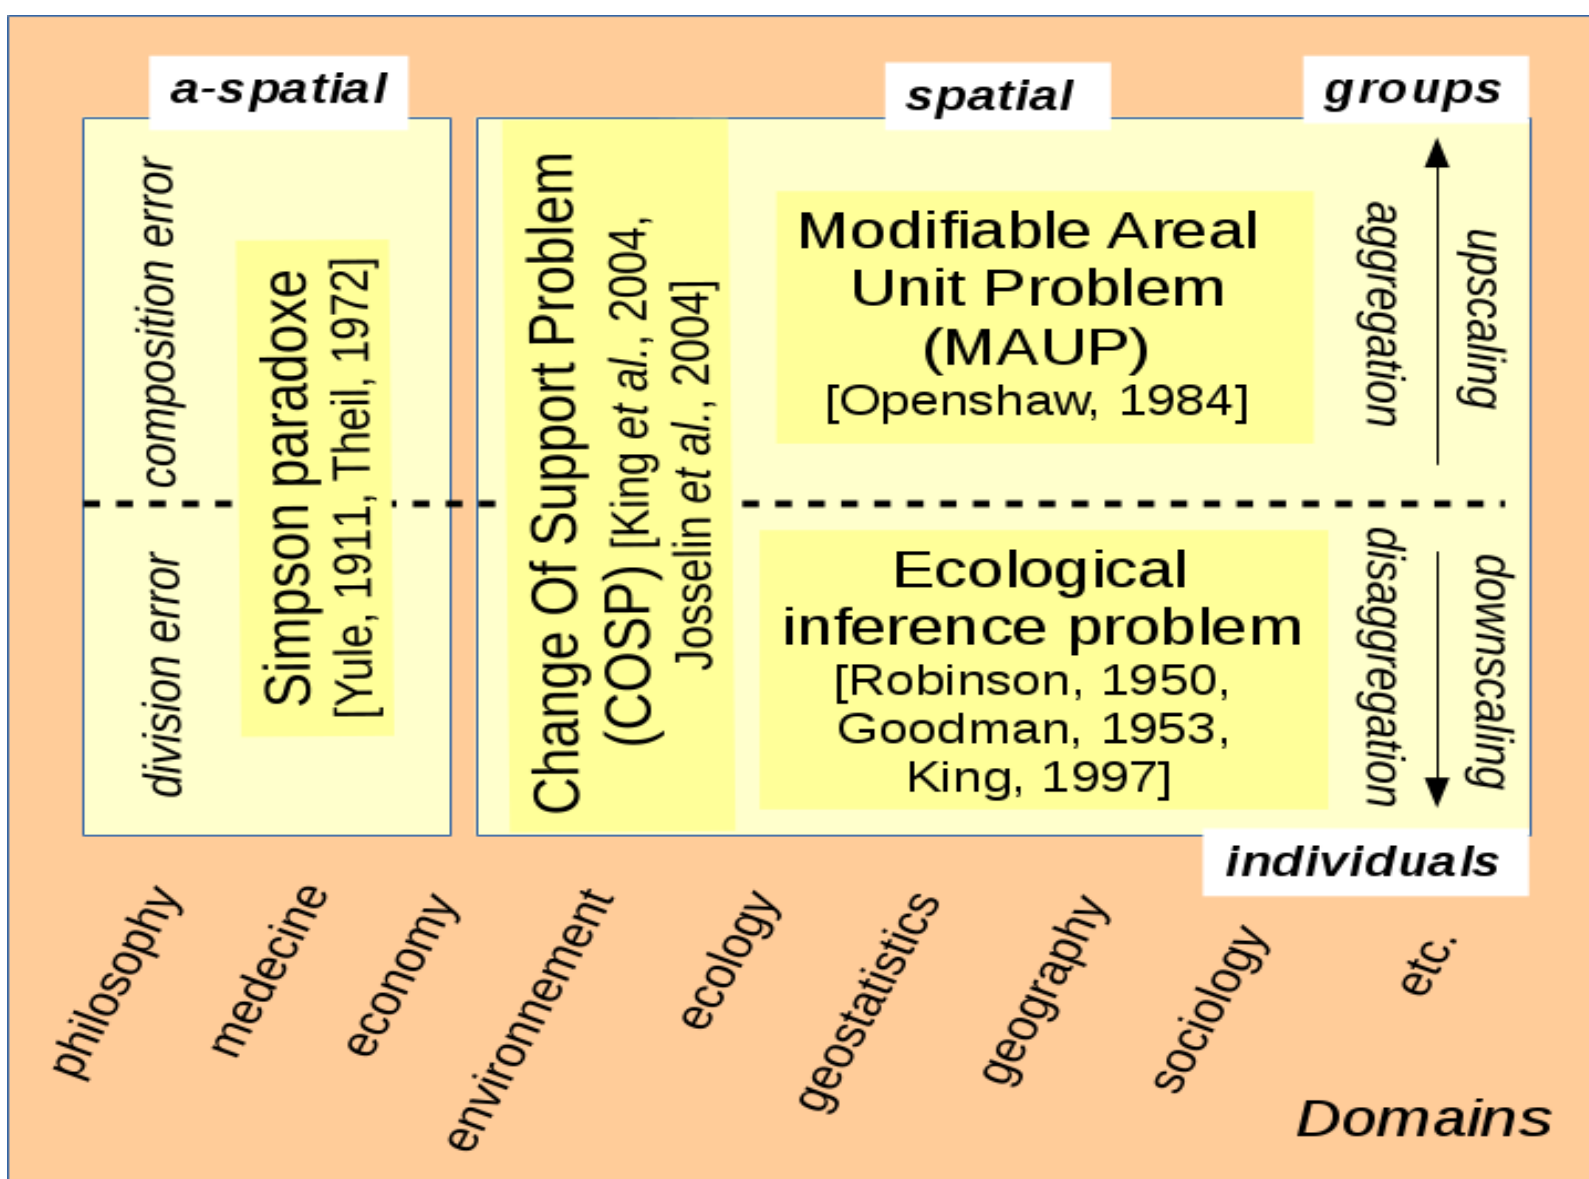 a-spatial
spatial
groups
composition error
division error
Simpson paradoxe
[Yule, 1911, Theil, 1972]
Change Of Support Problem
(COSP) [King et al., 2004,
Josselin et al., 2004]
Modifiable Areal
Unit Problem
(MAUP)
[Openshaw, 1984]
aggregation
upscaling
Ecological
inference problem
[Robinson, 1950,
Goodman, 1953,
King, 1997]
disaggregation
downscaling
individuals
philosophy
medecine
economy
environnement
ecology
geostatistics
geography
sociology
etc.
Domains